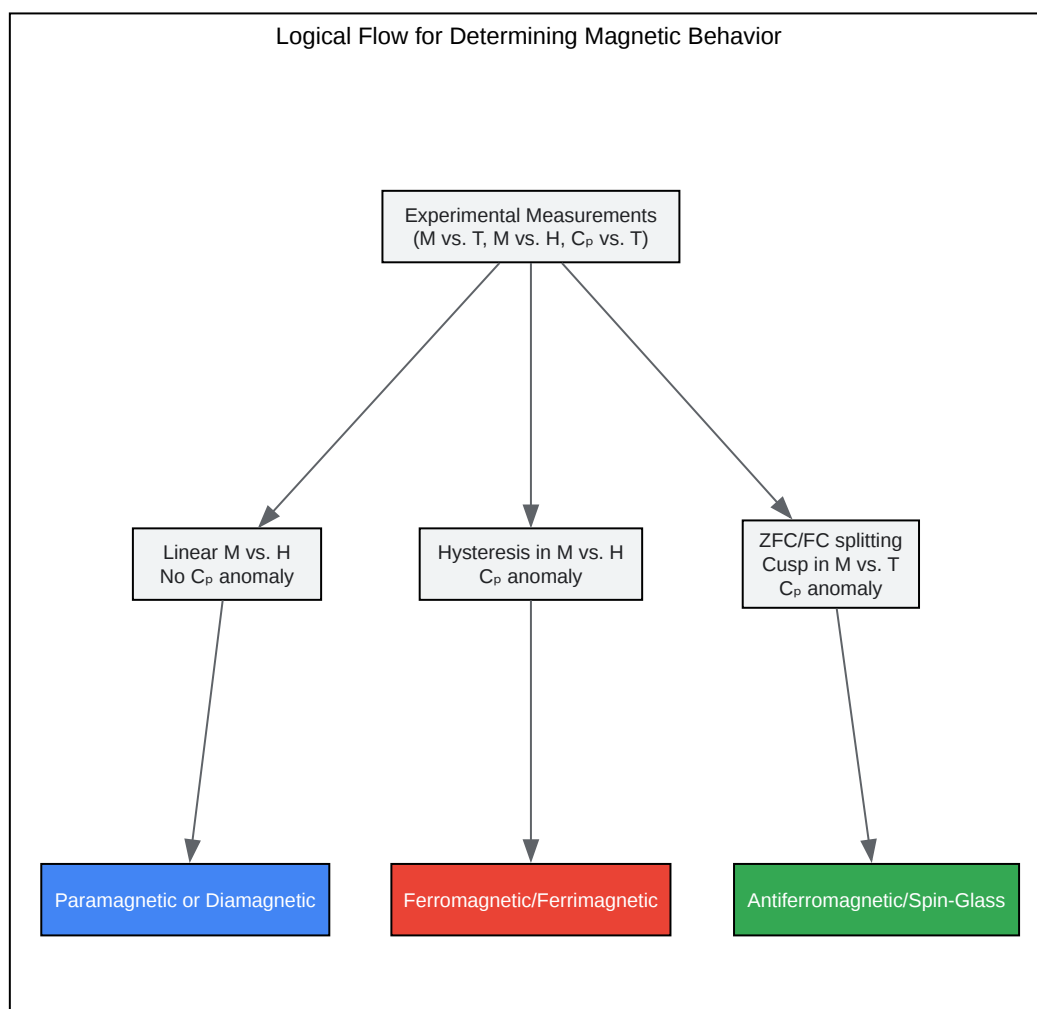 Logical Flow for Determining Magnetic Behavior
Experimental Measurements
(M vs. T, M vs. H, Cₚ vs. T)
Linear M vs. H
No Cₚ anomaly
Hysteresis in M vs. H
Cₚ anomaly
ZFC/FC splitting
Cusp in M vs. T
Cₚ anomaly
Paramagnetic or Diamagnetic
Ferromagnetic/Ferrimagnetic
Antiferromagnetic/Spin-Glass